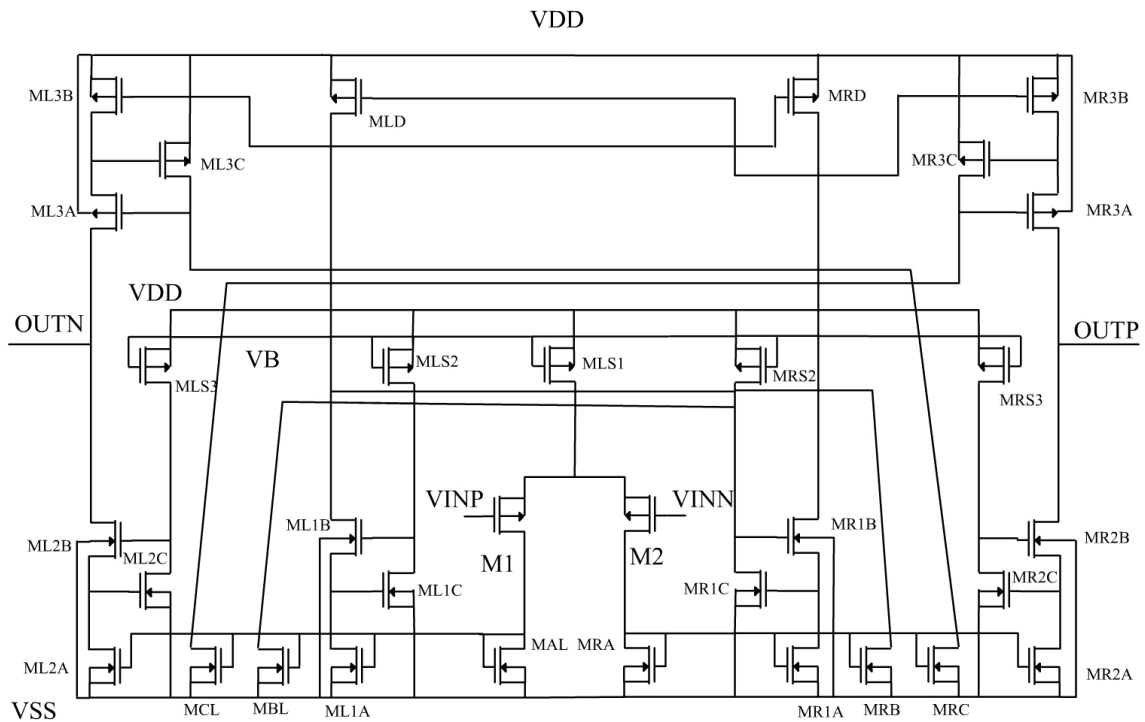 VDD
ML3B
MLD
MRD
MR3B
ML3C
MR3C
ML3A
MR3A
VDD
OUTN
OUTP
VB
MLS3
MLS2
MLS1
MRS2
MRS3
VINP
VINN
ML1B
MR1B
ML2B
ML2C
M1
M2
MR2B
MR2C
ML1C
MR1C
ML2A
MAL
MRA
MR2A
VSS
MCL
MBL
ML1A
MR1A
MRB
MRC